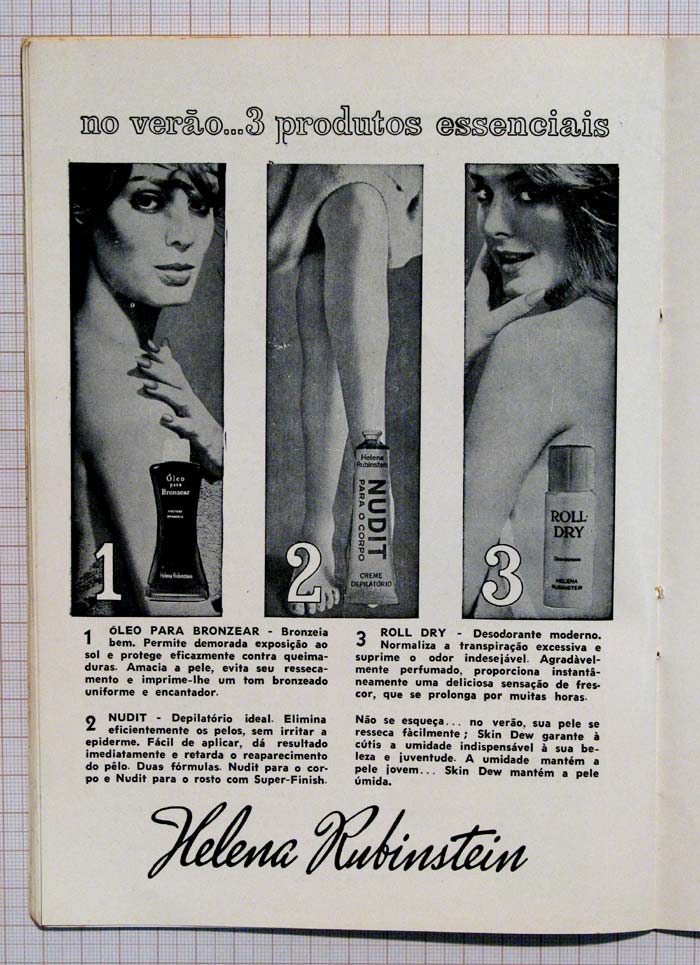 no verão...3 produtos essenciais
Óleo
para
Bronzear
Helena Rubinstein
1
Helena
Rubinstein
NUDIT
PARA O CORPO
CREME
DEPILATÓRIO
2
ROLL-
DRY
Desodorante
HELENA
RUBINSTEIN
3
1 ÓLEO PARA BRONZEAR - Bronzeia
bem. Permite demorada exposição ao
sol e protege eficazmente contra queima-
duras. Amacia a pele, evita seu resseca-
mento e imprime-lhe um tom bronzeado
uniforme e encantador.
2 NUDIT - Depilatório ideal. Elimina
eficientemente os pelos, sem irritar a
epiderme. Fácil de aplicar, dá resultado
imediatamente e retarda o reaparecimento
do pêlo. Duas fórmulas. Nudit para o cor-
po e Nudit para o rosto com Super-Finish.
3 ROLL DRY - Desodorante moderno.
Normaliza a transpiração excessiva e
suprime o odor indesejável. Agradàvel-
mente perfumado, proporciona instantâ-
neamente uma deliciosa sensação de fres-
cor, que se prolonga por muitas horas.
Não se esqueça... no verão, sua pele se
resseca fàcilmente; Skin Dew garante à
cútis a umidade indispensável à sua be-
leza e juventude. A umidade mantém a
pele jovem... Skin Dew mantém a pele
úmida.
Helena Rubinstein